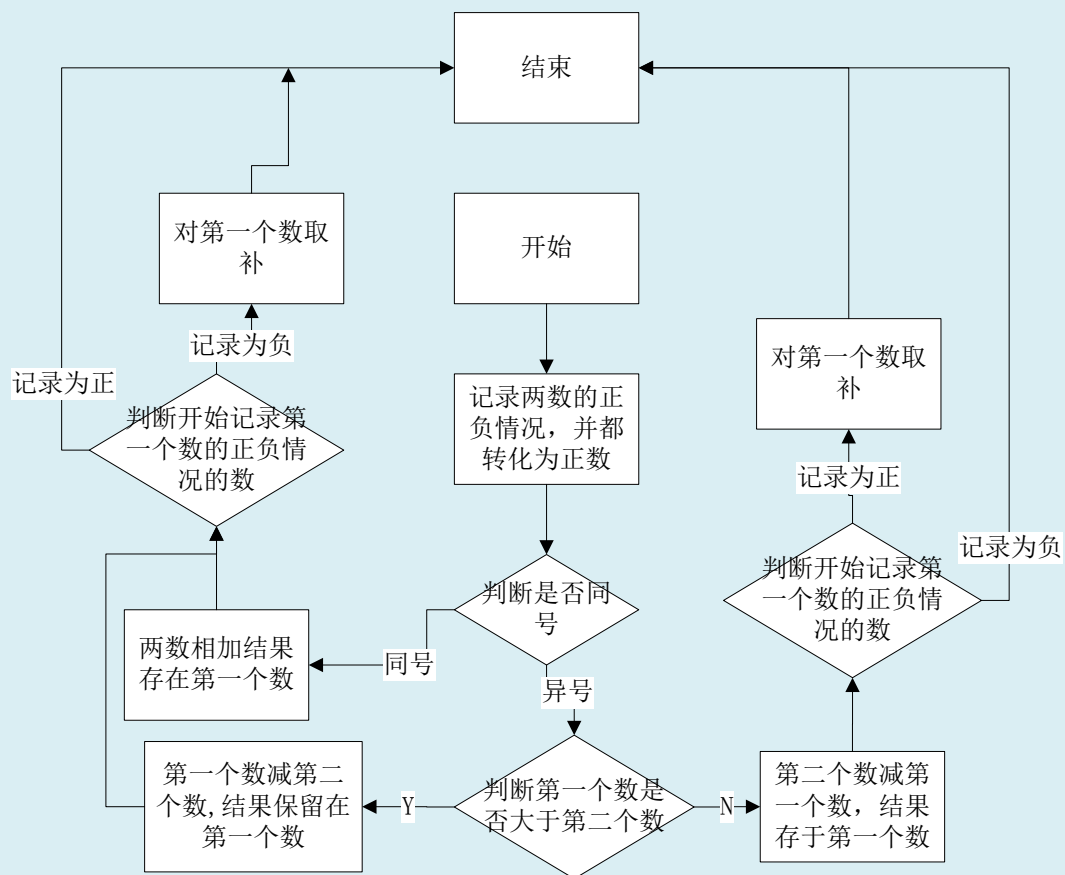 结束
对第一个数取
补
开始
记录为负
记录为正
对第一个数取
补
判断开始记录第
一个数的正负情
况的数
记录两数的正
负情况，并都
转化为正数
记录为正
记录为负
判断是否同
号
判断开始记录第
一个数的正负情
况的数
两数相加结果
存在第一个数
同号
异号
第一个数减第二
个数,结果保留在
第一个数
Y
判断第一个数是
否大于第二个数
N
第二个数减第
一个数，结果
存于第一个数